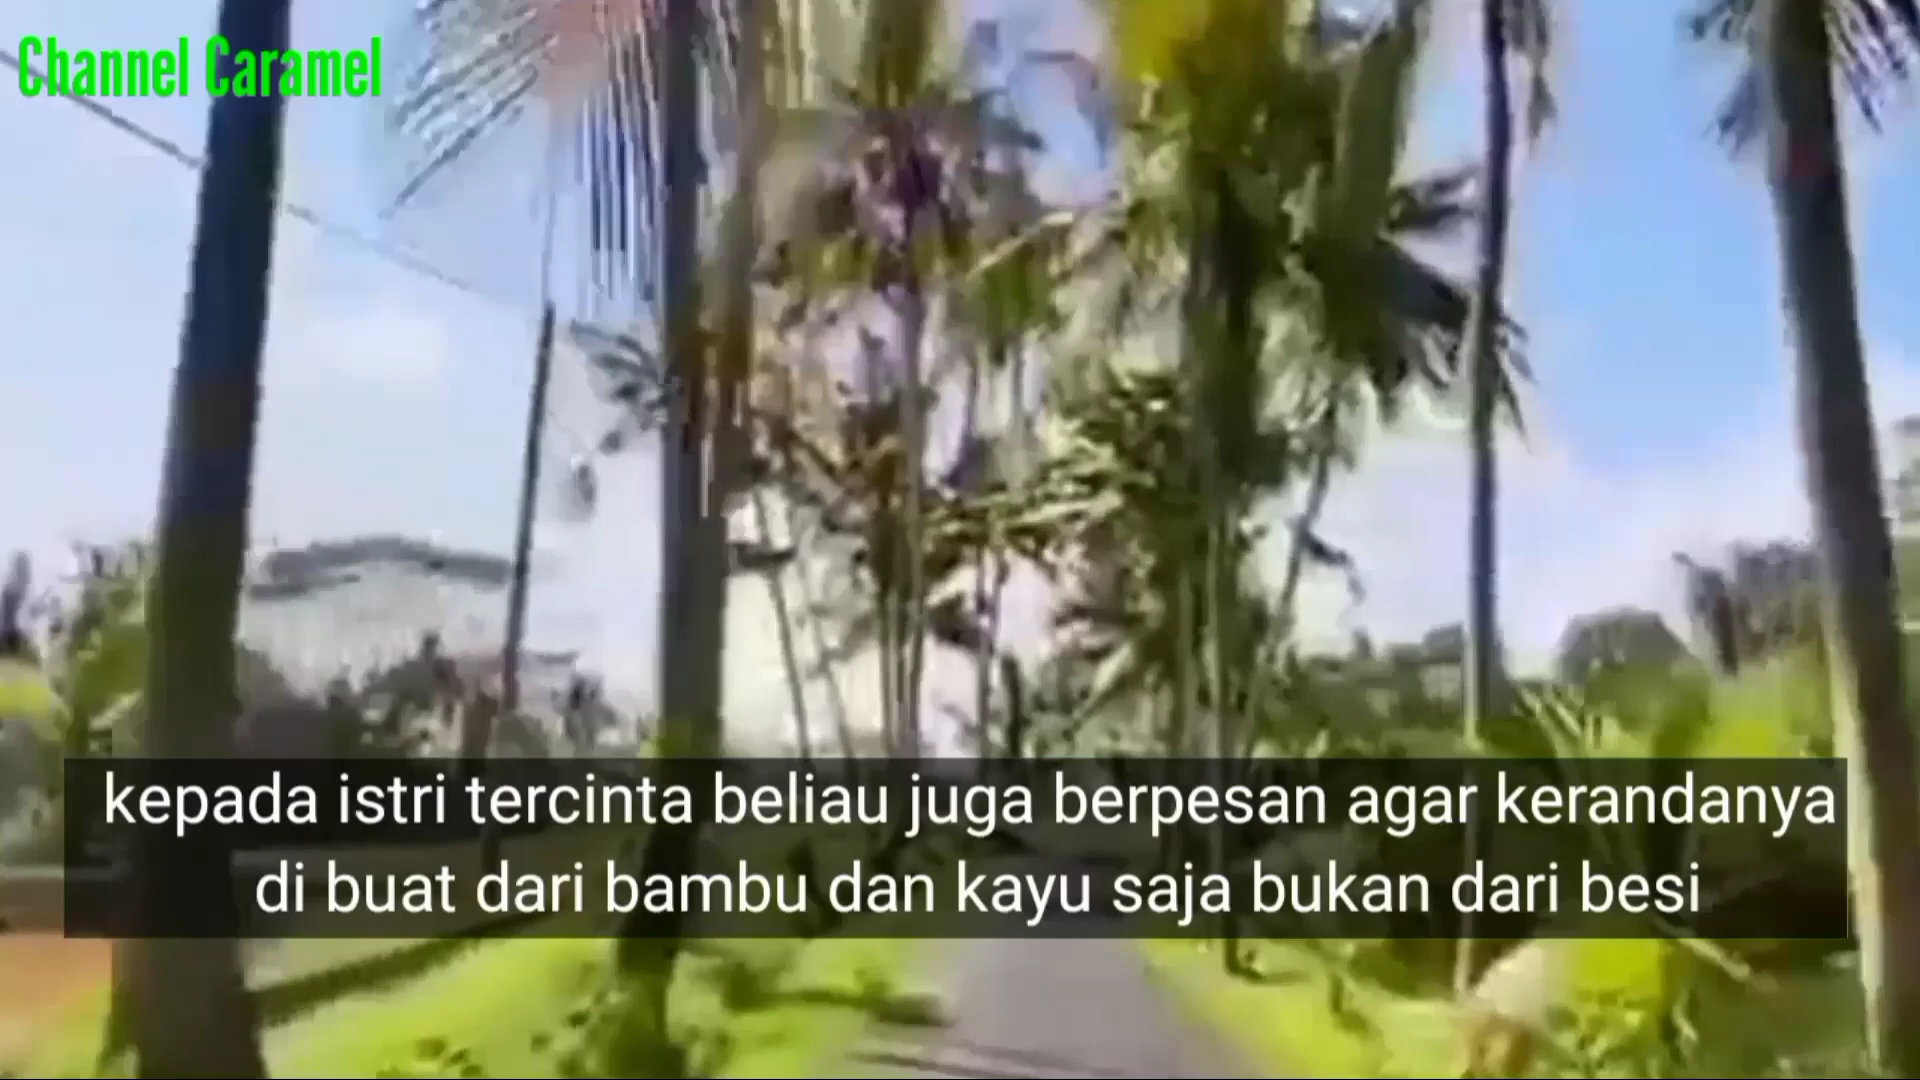 Channel Caramel
kepada istri tercinta beliau juga berpesan agar kerandanya
di buat dari bambu dan kayu saja bukan dari besi